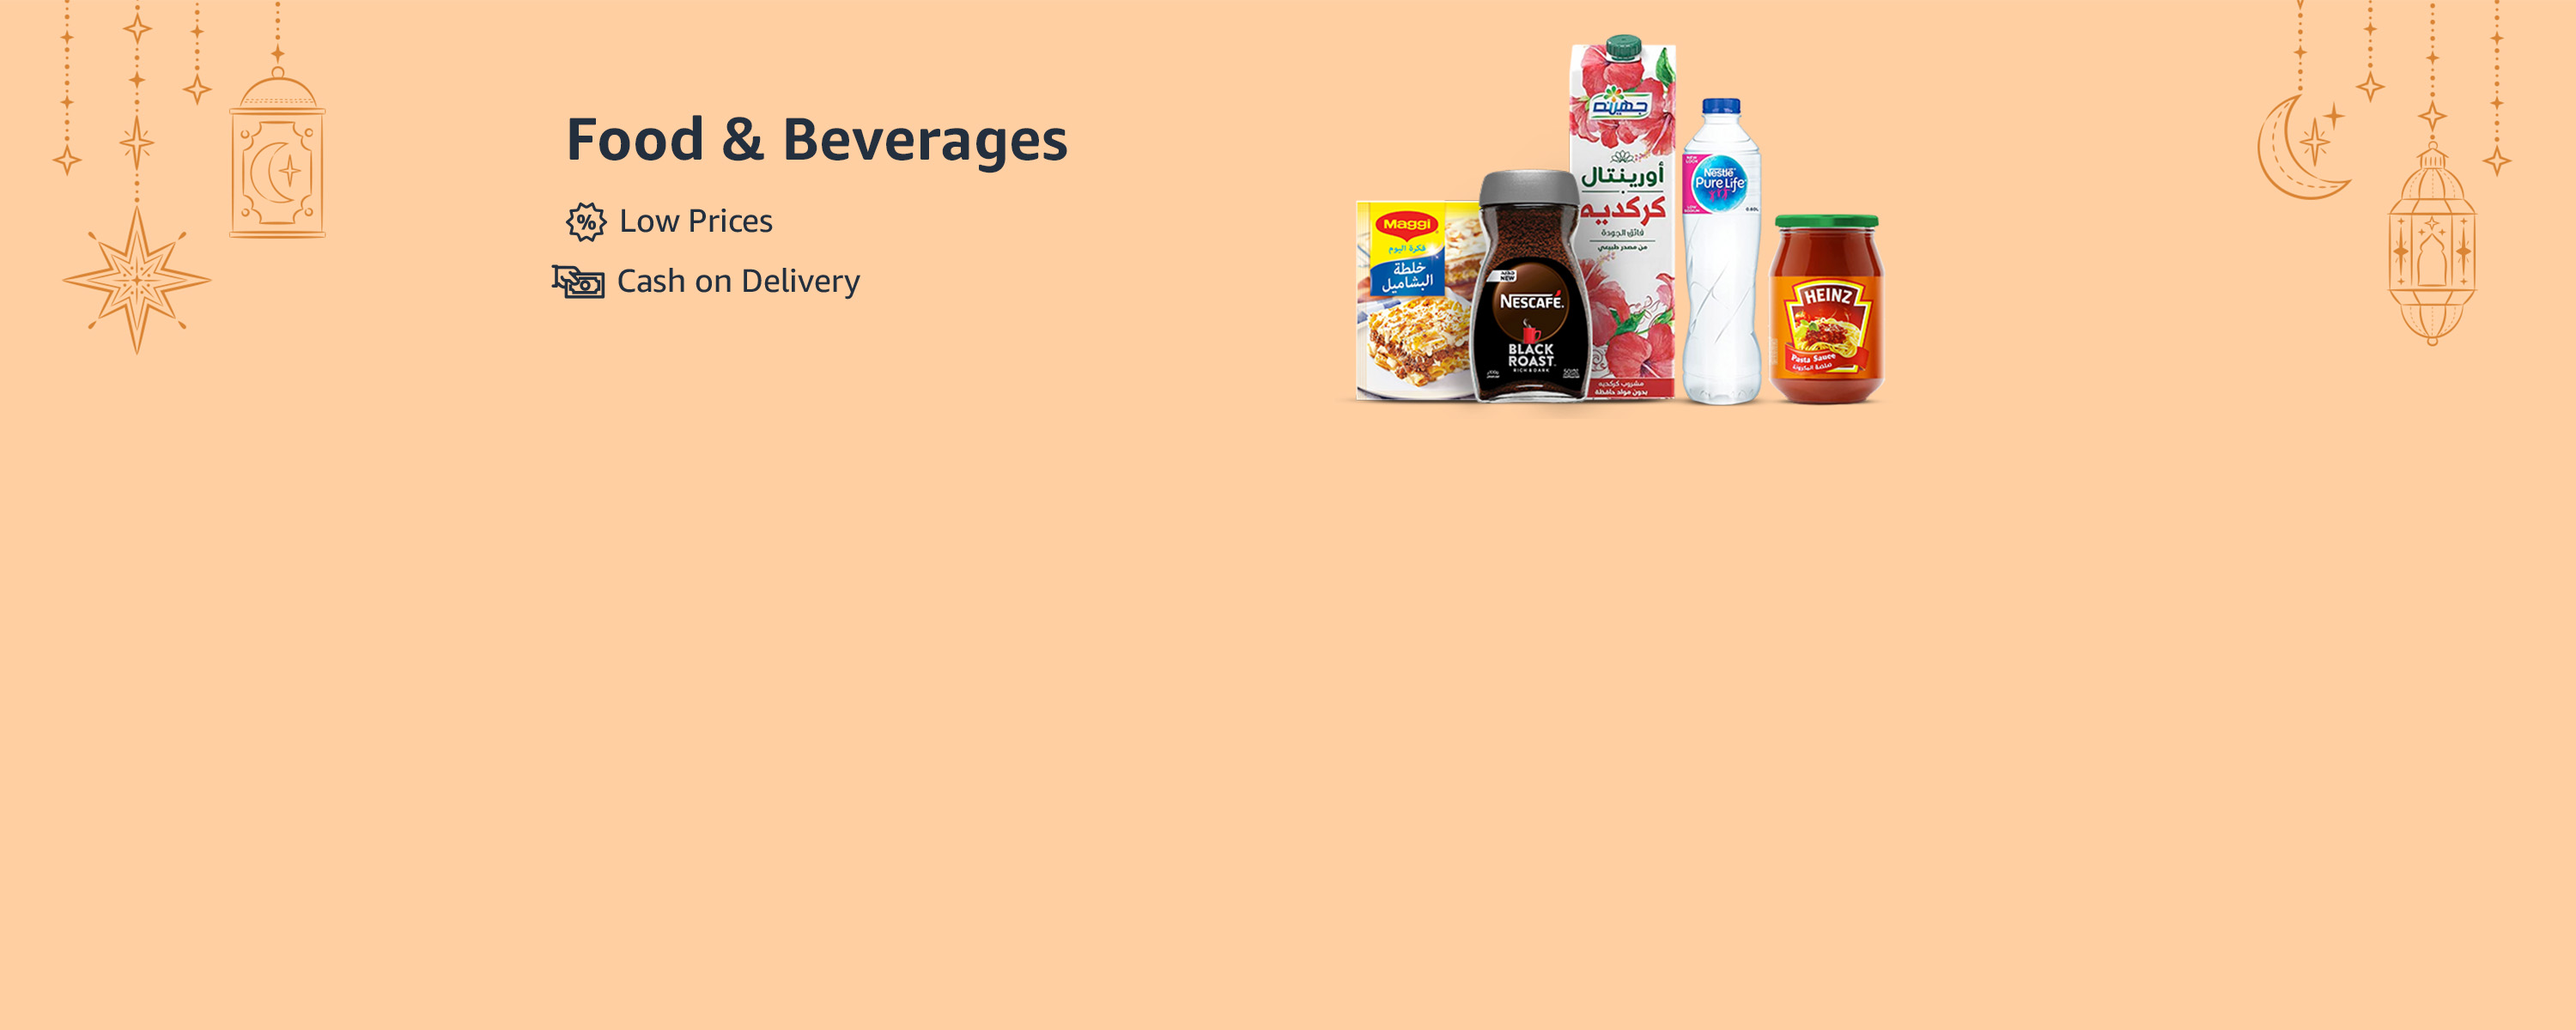 Food & Beverages
% Low Prices
Cash on Delivery
Maggi
فكرة اليوم
خلطة
البشاميل
NEW
NESCAFÉ.
BLACK
ROAST
RICH & DARK
جهينة
أورينتال
كركديه
فائق الجودة
من مصدر طبيعي
مشروب كركديه
بدون مواد حافظة
NEW LOOK
Nestlé
Pure Life
HEINZ
Pasta Sauce
صلصة المكرونة